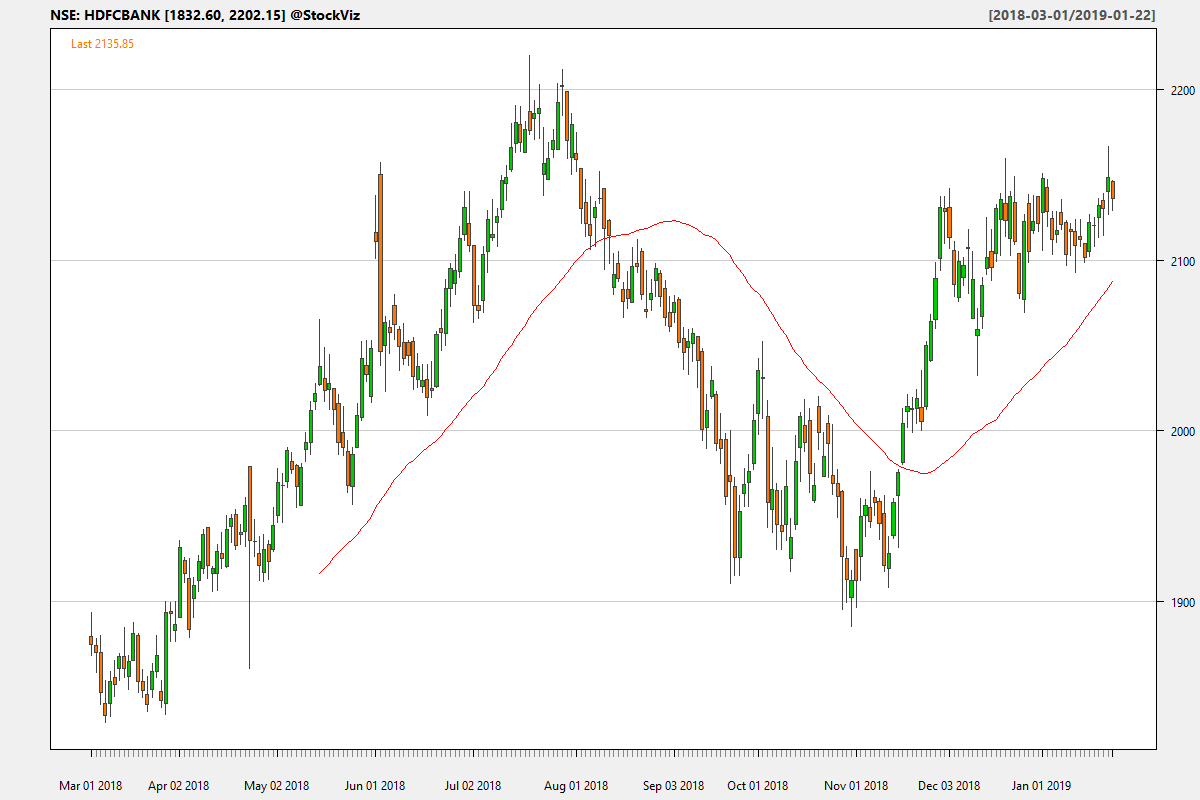 NSE: HDFCBANK [1832.60, 2202.15] @StockViz [2018-03-01/2019-01-22]
Last 2135.85
2200
2100
2000
1900
Mar 01 2018 Apr 02 2018 May 02 2018 Jun 01 2018 Jul 02 2018 Aug 01 2018 Sep 03 2018 Oct 01 2018 Nov 01 2018 Dec 03 2018 Jan 01 2019